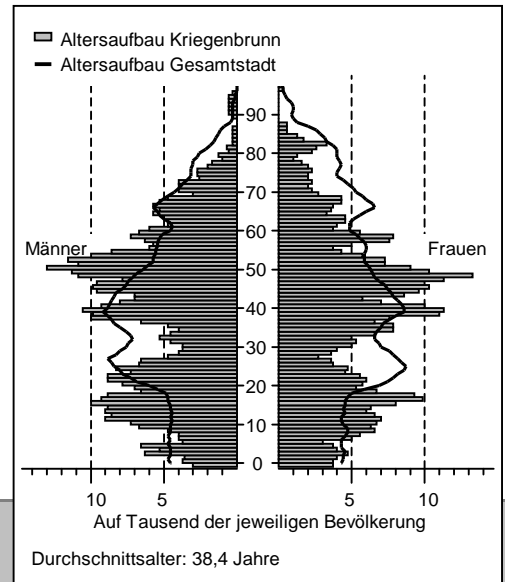 Altersaufbau Kriegenbrunn
Altersaufbau Gesamtstadt
90
80
70
60
Männer
Frauen
50
40
30
20
10
0
10 5 5 10
Auf Tausend der jeweiligen Bevölkerung
Durchschnittsalter: 38,4 Jahre